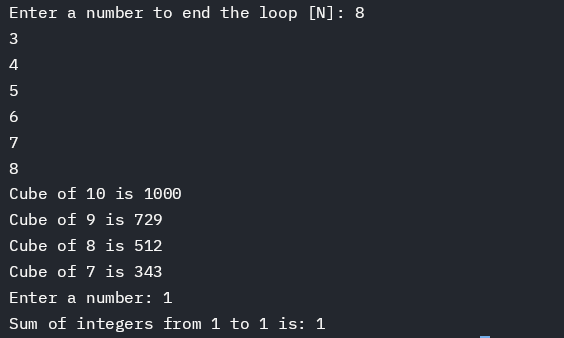 Enter a number to end the loop [N]: 8
3
4
5
6
7
8
Cube of 10 is 1000
Cube of 9 is 729
Cube of 8 is 512
Cube of 7 is 343
Enter a number: 1
Sum of integers from 1 to 1 is: 1